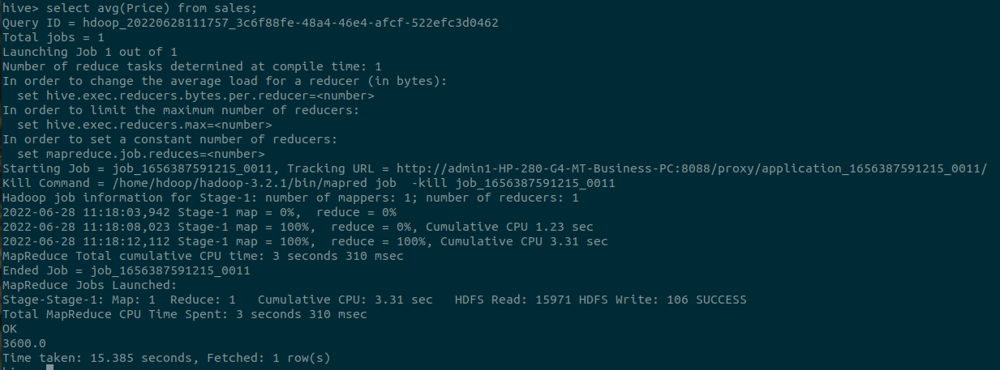 hive> select avg(Price) from sales;
Query ID = hdoop_20220628111757_3c6f88fe-48a4-46e4-afcf-522efc3d0462
Total jobs = 1
Launching Job 1 out of 1
Number of reduce tasks determined at compile time: 1
In order to change the average load for a reducer (in bytes):
  set hive.exec.reducers.bytes.per.reducer=<number>
In order to limit the maximum number of reducers:
  set hive.exec.reducers.max=<number>
In order to set a constant number of reducers:
  set mapreduce.job.reduces=<number>
Starting Job = job_1656387591215_0011, Tracking URL = http://admin1-HP-280-G4-MT-Business-PC:8088/proxy/application_1656387591215_0011/
Kill Command = /home/hdoop/hadoop-3.2.1/bin/mapred job  -kill job_1656387591215_0011
Hadoop job information for Stage-1: number of mappers: 1; number of reducers: 1
2022-06-28 11:18:03,942 Stage-1 map = 0%,  reduce = 0%
2022-06-28 11:18:08,023 Stage-1 map = 100%,  reduce = 0%, Cumulative CPU 1.23 sec
2022-06-28 11:18:12,112 Stage-1 map = 100%,  reduce = 100%, Cumulative CPU 3.31 sec
MapReduce Total cumulative CPU time: 3 seconds 310 msec
Ended Job = job_1656387591215_0011
MapReduce Jobs Launched:
Stage-Stage-1: Map: 1  Reduce: 1   Cumulative CPU: 3.31 sec   HDFS Read: 15971 HDFS Write: 106 SUCCESS
Total MapReduce CPU Time Spent: 3 seconds 310 msec
OK
3600.0
Time taken: 15.385 seconds, Fetched: 1 row(s)